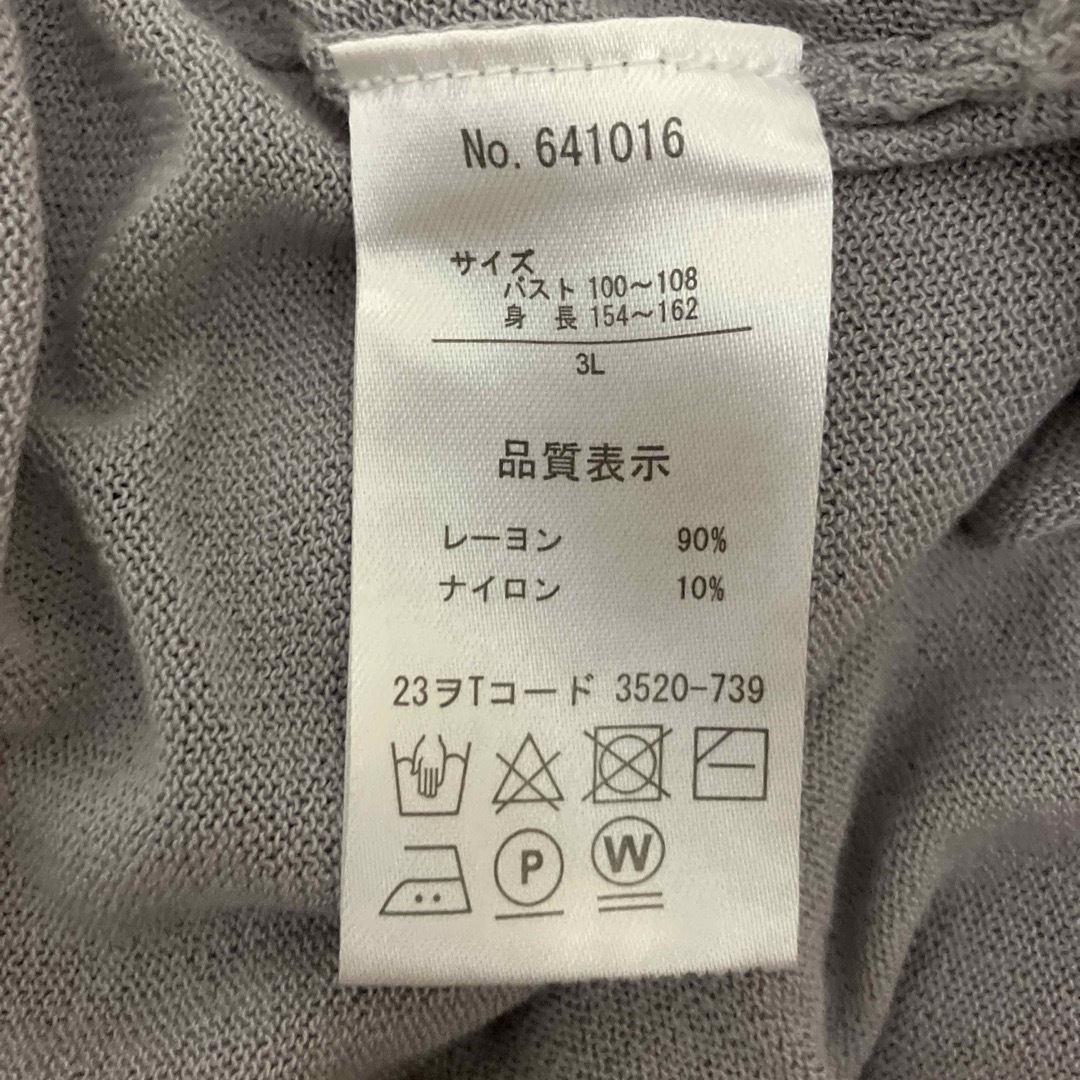 No. 641016
サイズ
バスト 100～108
身 長 154～162
3L
品質表示
レーヨン 90%
ナイロン 10%
23ヲTコード 3520-739
P W